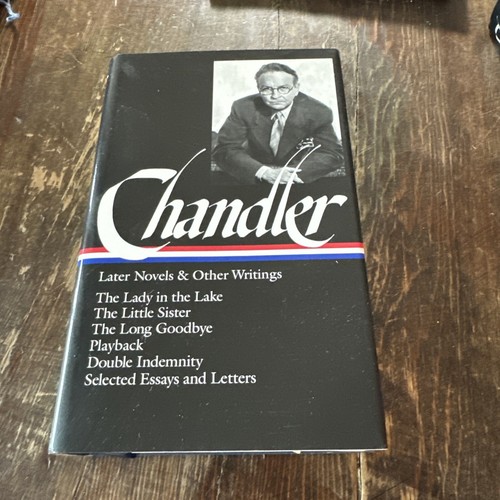 Chandler
Later Novels & Other Writings
The Lady in the Lake
The Little Sister
The Long Goodbye
Playback
Double Indemnity
Selected Essays and Letters